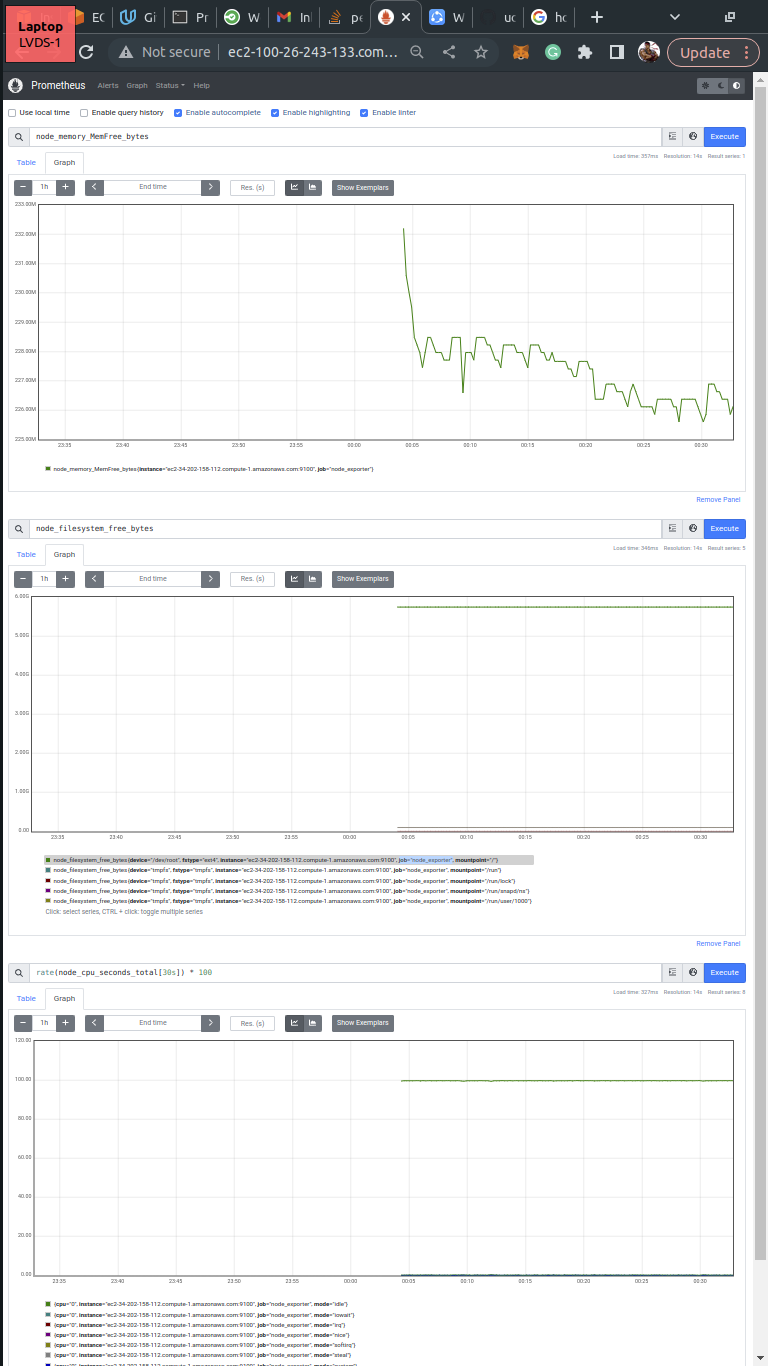 Laptop
LVDS-1
EC
Gi
Pr
W
In
pe
W
uc
hc
Not secure
ec2-100-26-243-133.com...
Update
Prometheus
Alerts Graph Status Help
Use local time Enable query history Enable autocomplete Enable highlighting Enable linter
node_memory_MemFree_bytes
Execute
Table Graph
Load time: 357ms Resolution: 14s Result series: 1
− 1h + End time Res. (s) Show Exemplars
233.00M
232.00M
231.00M
230.00M
229.00M
228.00M
227.00M
226.00M
225.00M
23:35 23:40 23:45 23:50 23:55 00:00 00:05 00:10 00:15 00:20 00:25 00:30
node_memory_MemFree_bytes{instance="ec2-34-202-158-112.compute-1.amazonaws.com:9100", job="node_exporter"}
Remove Panel
node_filesystem_free_bytes
Execute
Table Graph
Load time: 346ms Resolution: 14s Result series: 5
− 1h + End time Res. (s) Show Exemplars
6.00G
5.00G
4.00G
3.00G
2.00G
1.00G
0.00
23:35 23:40 23:45 23:50 23:55 00:00 00:05 00:10 00:15 00:20 00:25 00:30
node_filesystem_free_bytes{device="/dev/root", fstype="ext4", instance="ec2-34-202-158-112.compute-1.amazonaws.com:9100", job="node_exporter", mountpoint="/"}
node_filesystem_free_bytes{device="tmpfs", fstype="tmpfs", instance="ec2-34-202-158-112.compute-1.amazonaws.com:9100", job="node_exporter", mountpoint="/run"}
node_filesystem_free_bytes{device="tmpfs", fstype="tmpfs", instance="ec2-34-202-158-112.compute-1.amazonaws.com:9100", job="node_exporter", mountpoint="/run/lock"}
node_filesystem_free_bytes{device="tmpfs", fstype="tmpfs", instance="ec2-34-202-158-112.compute-1.amazonaws.com:9100", job="node_exporter", mountpoint="/run/snapd/ns"}
node_filesystem_free_bytes{device="tmpfs", fstype="tmpfs", instance="ec2-34-202-158-112.compute-1.amazonaws.com:9100", job="node_exporter", mountpoint="/run/user/1000"}
Click: select series, CTRL + click: toggle multiple series
Remove Panel
rate(node_cpu_seconds_total[30s]) * 100
Execute
Table Graph
Load time: 327ms Resolution: 14s Result series: 8
− 1h + End time Res. (s) Show Exemplars
120.00
100.00
80.00
60.00
40.00
20.00
0.00
23:35 23:40 23:45 23:50 23:55 00:00 00:05 00:10 00:15 00:20 00:25 00:30
{cpu="0", instance="ec2-34-202-158-112.compute-1.amazonaws.com:9100", job="node_exporter", mode="idle"}
{cpu="0", instance="ec2-34-202-158-112.compute-1.amazonaws.com:9100", job="node_exporter", mode="iowait"}
{cpu="0", instance="ec2-34-202-158-112.compute-1.amazonaws.com:9100", job="node_exporter", mode="irq"}
{cpu="0", instance="ec2-34-202-158-112.compute-1.amazonaws.com:9100", job="node_exporter", mode="nice"}
{cpu="0", instance="ec2-34-202-158-112.compute-1.amazonaws.com:9100", job="node_exporter", mode="softirq"}
{cpu="0", instance="ec2-34-202-158-112.compute-1.amazonaws.com:9100", job="node_exporter", mode="steal"}